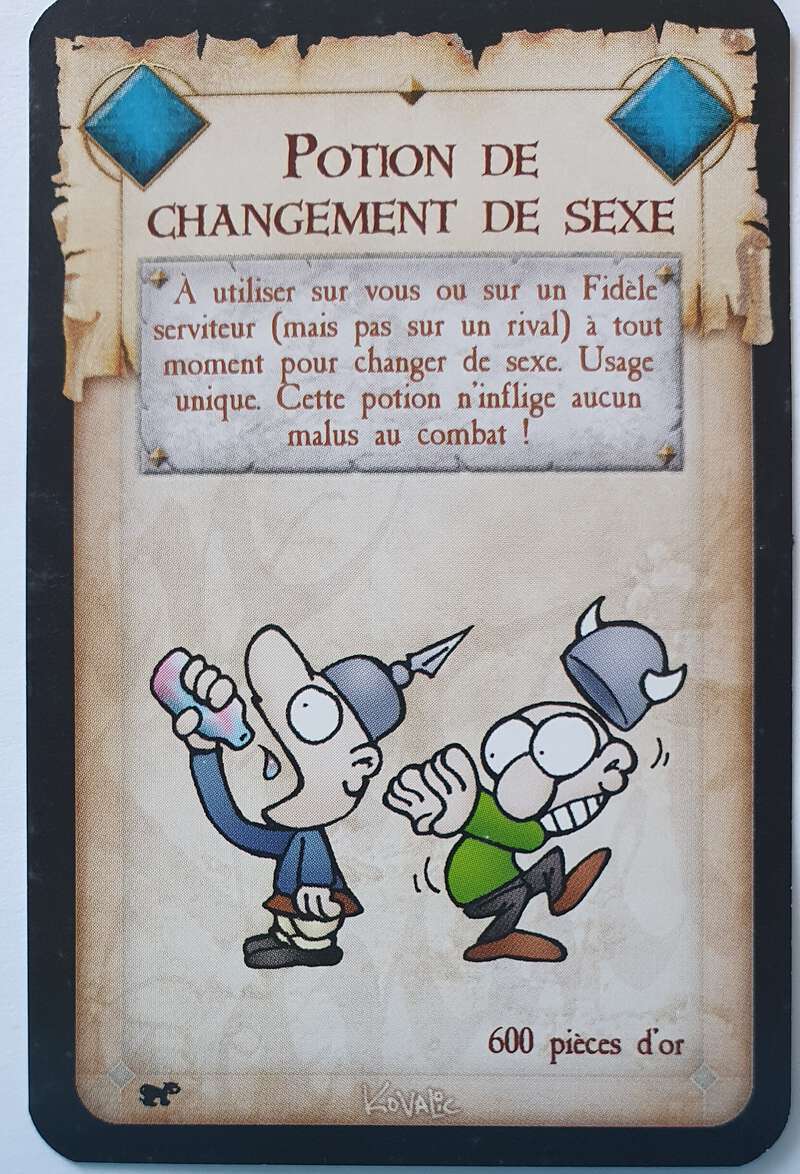 Potion de
changement de sexe
À utiliser sur vous ou sur un Fidèle
serviteur (mais pas sur un rival) à tout
moment pour changer de sexe. Usage
unique. Cette potion n'inflige aucun
malus au combat !
600 pièces d'or
Kovalic